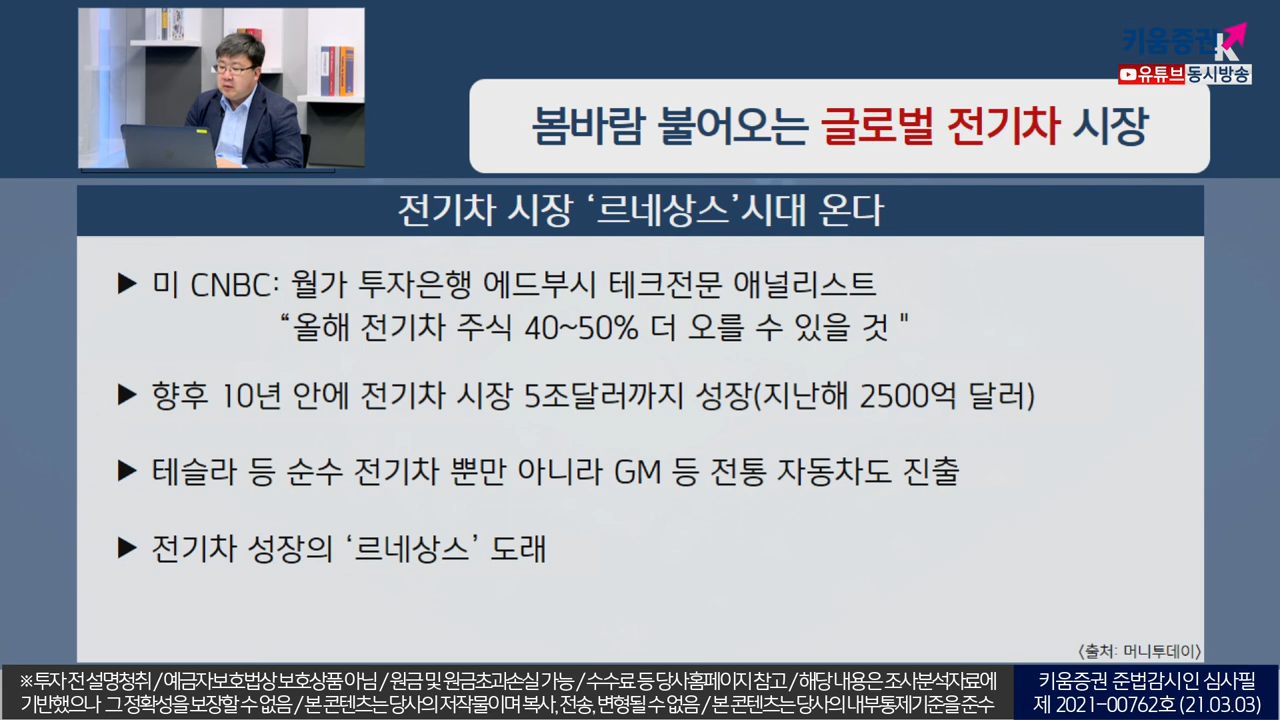 키움증권
K
유튜브 동시방송
봄바람 불어오는 글로벌 전기차 시장
전기차 시장 ‘르네상스’시대 온다
▶ 미 CNBC: 월가 투자은행 에드부시 테크전문 애널리스트
“올해 전기차 주식 40~50% 더 오를 수 있을 것 "
▶ 향후 10년 안에 전기차 시장 5조달러까지 성장(지난해 2500억 달러)
▶ 테슬라 등 순수 전기차 뿐만 아니라 GM 등 전통 자동차도 진출
▶ 전기차 성장의 ‘르네상스’ 도래
<출처: 머니투데이>
※ 투자 전 설명청취 / 예금자보호법상 보호상품 아님 / 원금 및 원금초과손실 가능 / 수수료 등 당사홈페이지 참고 / 해당 내용은 조사분석자료에
기반했으나 그 정확성을 보장할 수 없음 / 본 콘텐츠는 당사의 저작물이며 복사, 전송, 변형될 수 없음 / 본 콘텐츠는 당사의 내부통제기준을 준수
키움증권 준법감시인 심사필
제 2021-00762호 (21.03.03)